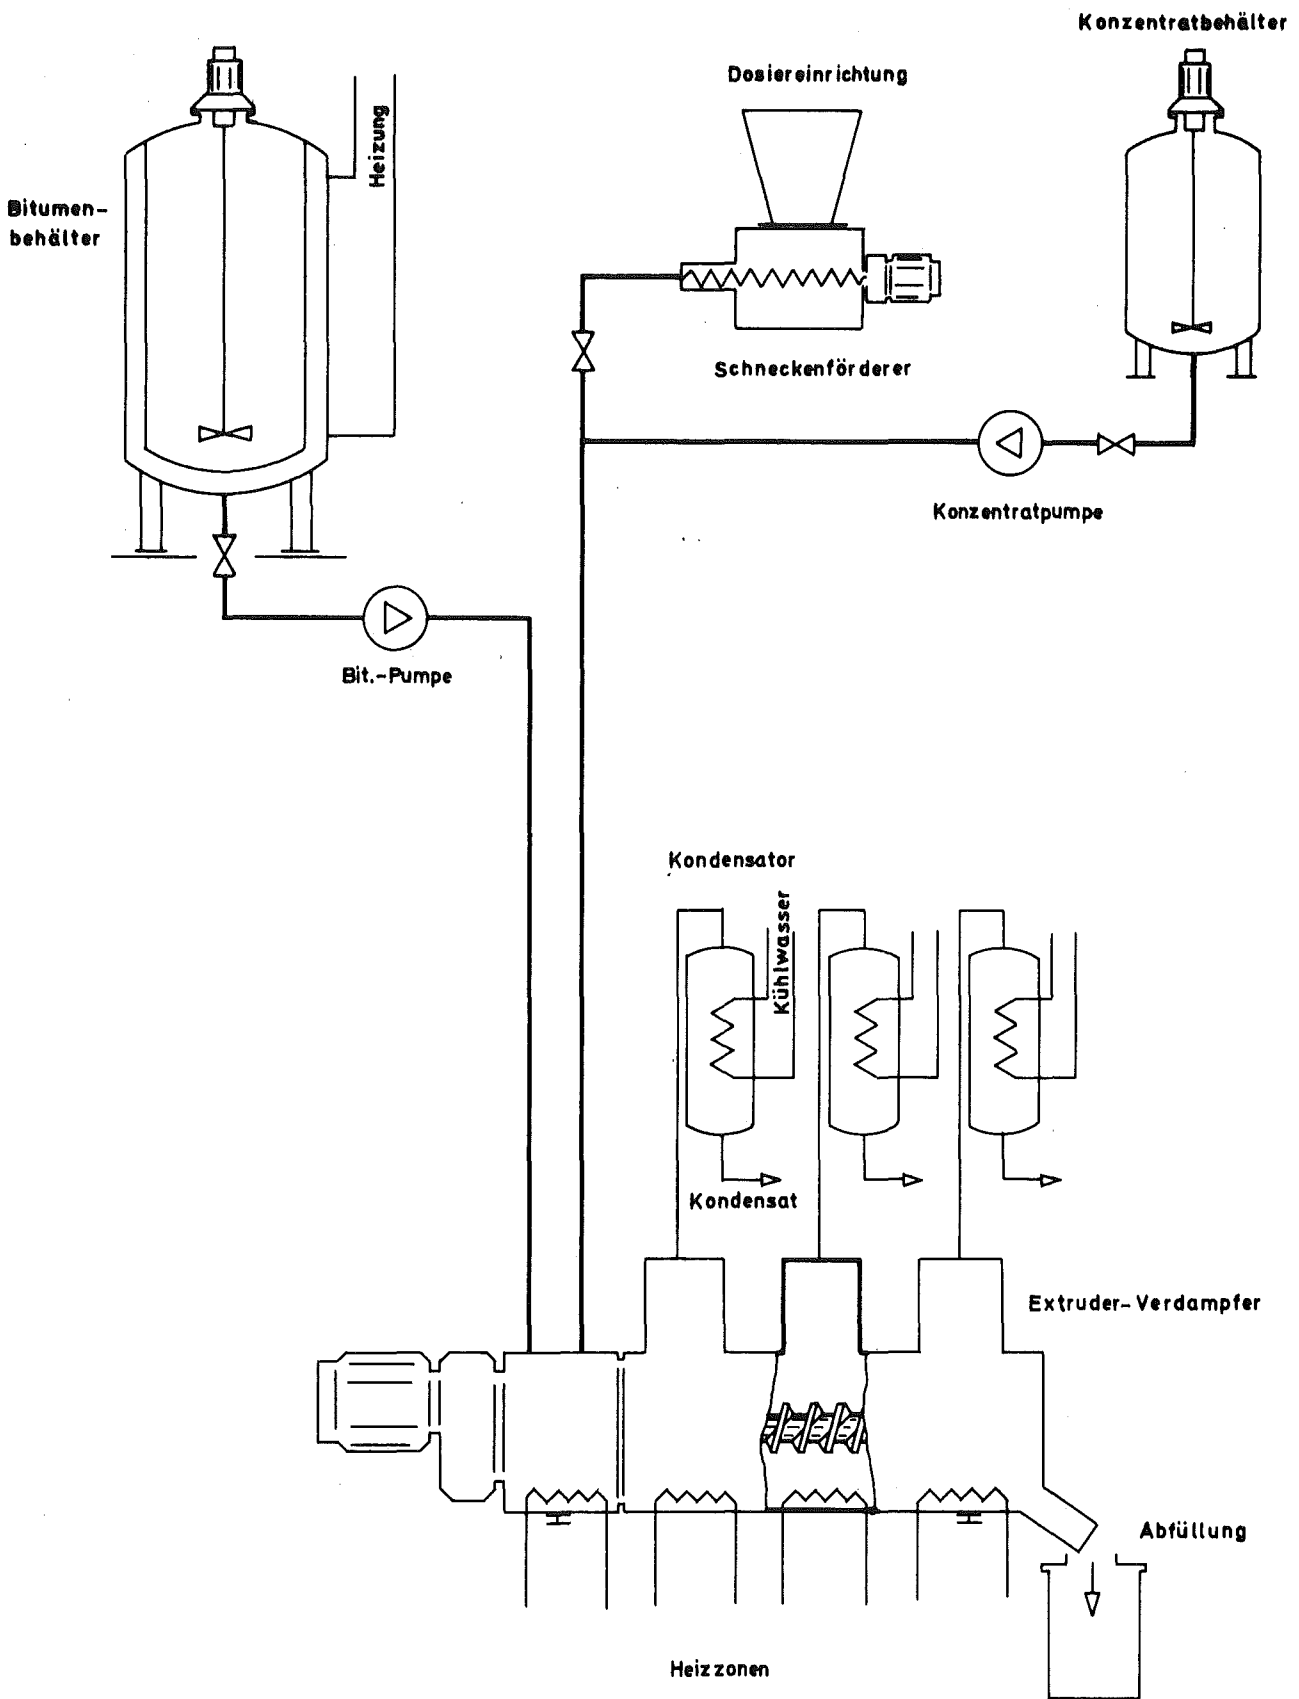 Konzentratbehälter
Dosiereinrichtung
Heizung
Bitumen-
behälter
Schneckenförderer
Konzentratpumpe
Bit.-Pumpe
Kondensator
Kühlwasser
Kondensat
Extruder-Verdampfer
Abfüllung
Heizzonen